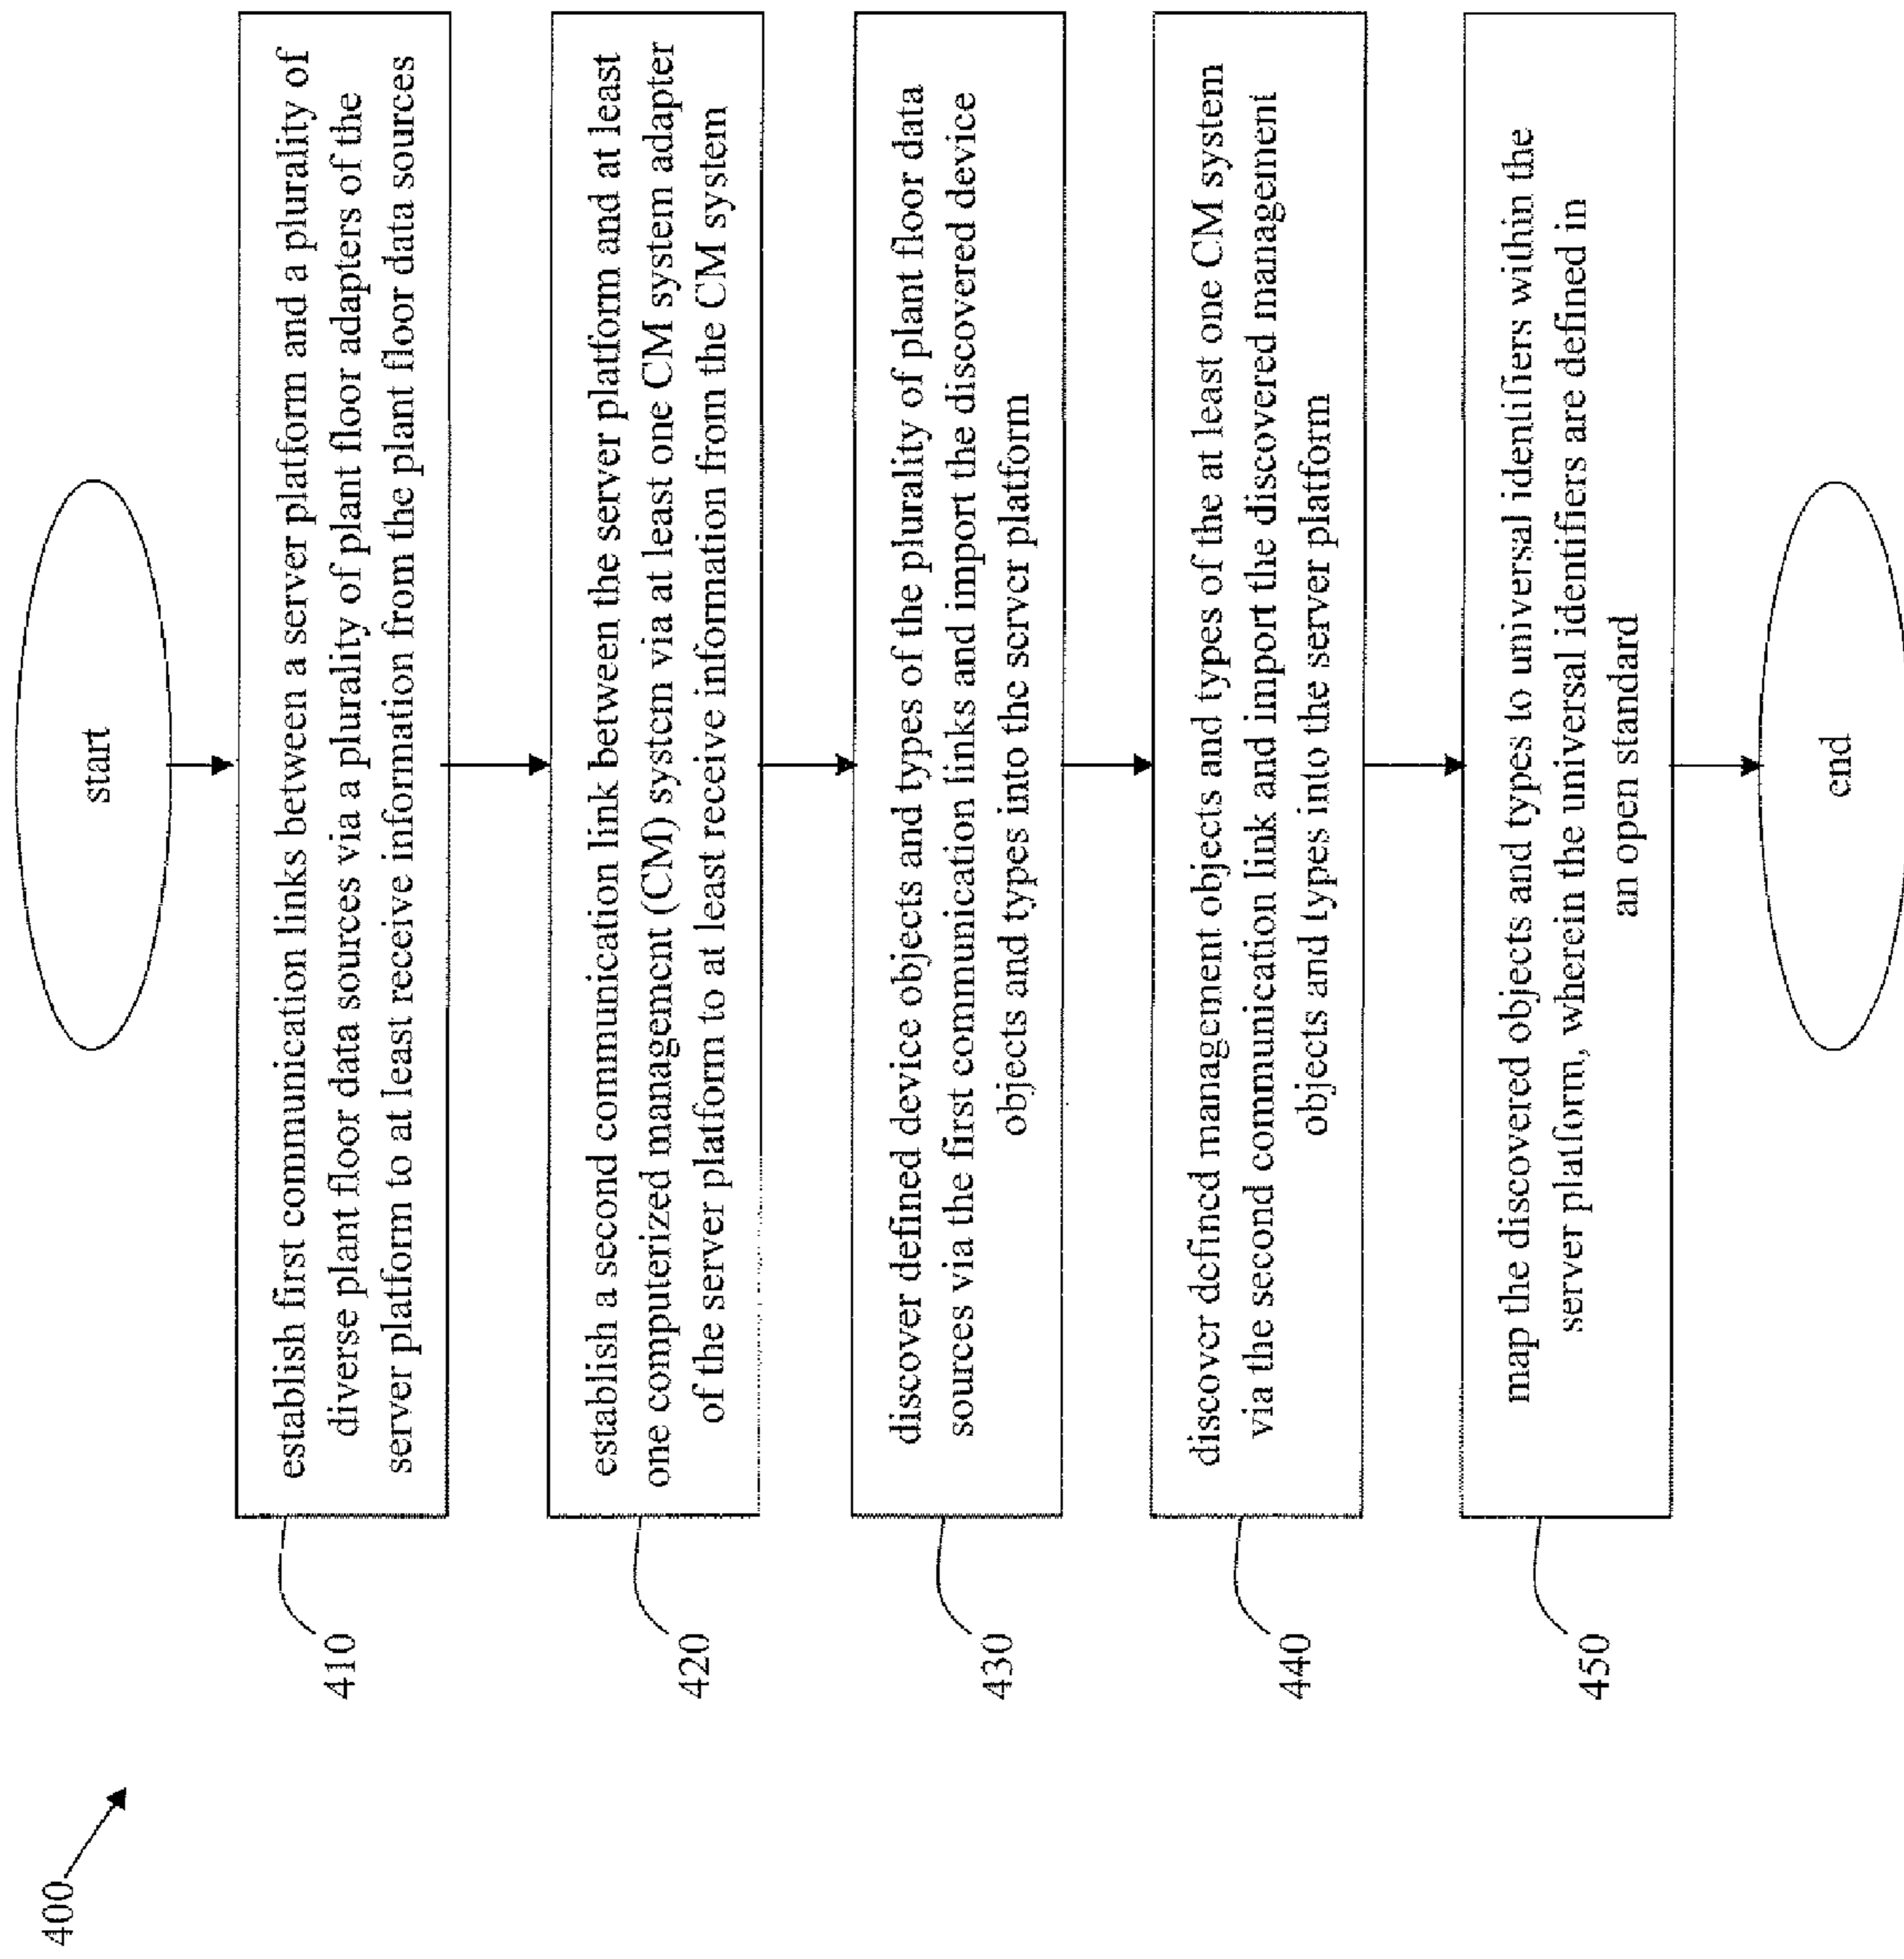 400
start
410
establish first communication links between a server platform and a plurality of
diverse plant floor data sources via a plurality of plant floor adapters of the
server platform to at least receive information from the plant floor data sources
420
establish a second communication link between the server platform and at least
one computerized management (CM) system via at least one CM system adapter
of the server platform to at least receive information from the CM system
430
discover defined device objects and types of the plurality of plant floor data
sources via the first communication links and import the discovered device
objects and types into the server platform
440
discover defined management objects and types of the at least one CM system
via the second communication link and import the discovered management
objects and types into the server platform
450
map the discovered objects and types to universal identifiers within the
server platform, wherein the universal identifiers are defined in
an open standard
end